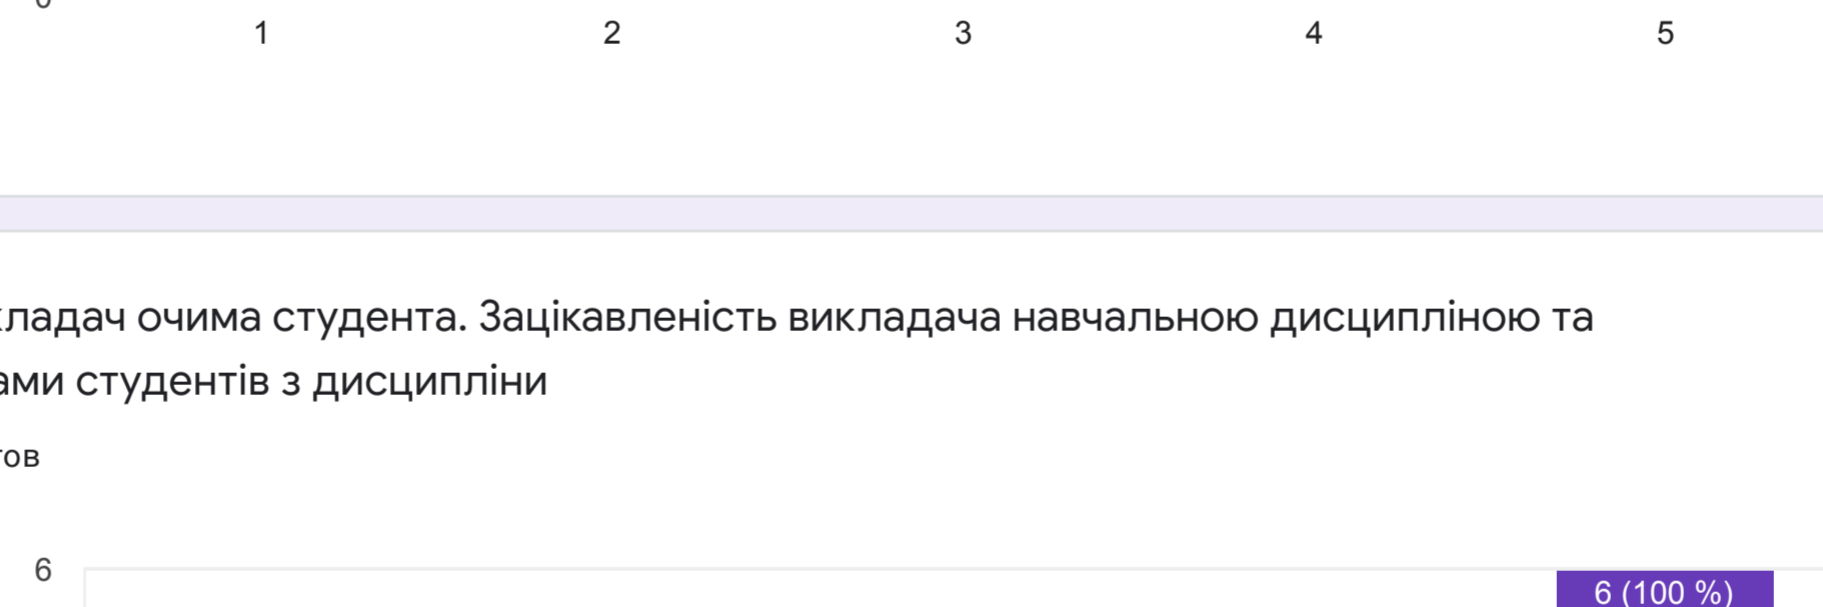 0
1 2 3 4 5
кладач очима студента. Зацікавленість викладача навчальною дисципліною та
ами студентів з дисципліни
тов
6
6 (100 %)